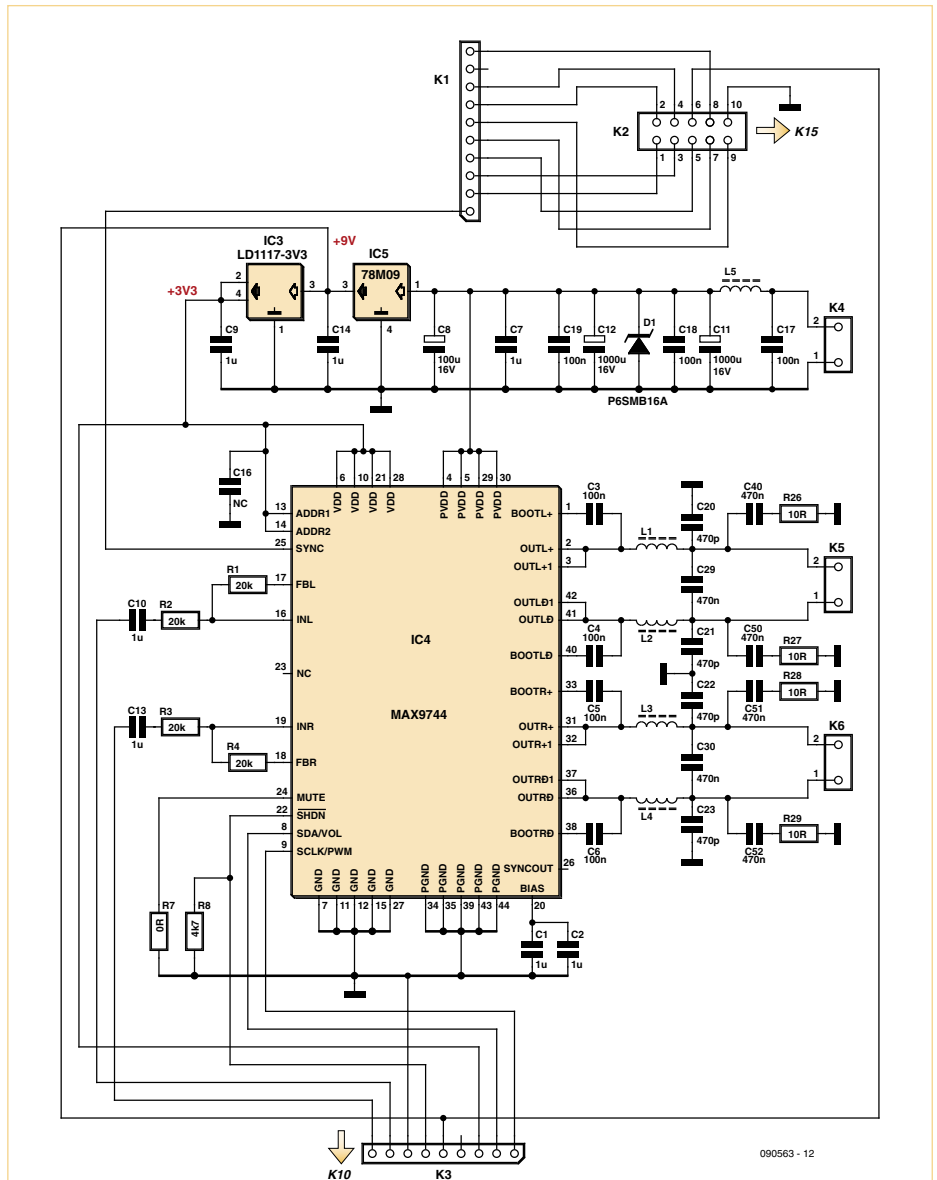 K1
2 4 6 8 10
K2
K15
1 3 5 7 9
IC3
LD1117-3V3
+9V
IC5
78M09
+3V3
2
4
3
3
1
1
4
C9
1u
C14
1u
C8
100u
16V
C7
1u
C19
100n
C12
1000u
16V
D1
P6SMB16A
C18
100n
C11
1000u
16V
L5
C17
100n
K4
2
1
C16
NC
6 10 21 28
VDD VDD VDD VDD
4 5 29 30
PVDD PVDD PVDD PVDD
13 ADDR1
14 ADDR2
25 SYNC
R1
20k
17 FBL
C10
1u
R2
20k
16 INL
23 NC
C13
1u
R3
20k
19 INR
R4
20k
18 FBR
24 MUTE
22 SHDN
8 SDA/VOL
9 SCLK/PWM
IC4
MAX9744
BOOTL+ 1
OUTL+ 2
OUTL+1 3
OUTLĐ1 42
OUTLĐ 41
BOOTLĐ 40
BOOTR+ 33
OUTR+ 31
OUTR+1 32
OUTRĐ1 37
OUTRĐ 36
BOOTRĐ 38
SYNCOUT 26
BIAS
20
GND GND GND GND GND
7 11 12 15 27
PGND PGND PGND PGND PGND
34 35 39 43 44
C3
100n
L1
C20
470p
C40
470n
R26
10R
K5
2
1
C29
470n
L2
C4
100n
C21
470p
C50
470n
R27
10R
C5
100n
L3
C22
470p
C51
470n
R28
10R
K6
2
1
C30
470n
L4
C6
100n
C23
470p
C52
470n
R29
10R
R7
0R
R8
4k7
C1
1u
C2
1u
K10
K3
090563 - 12